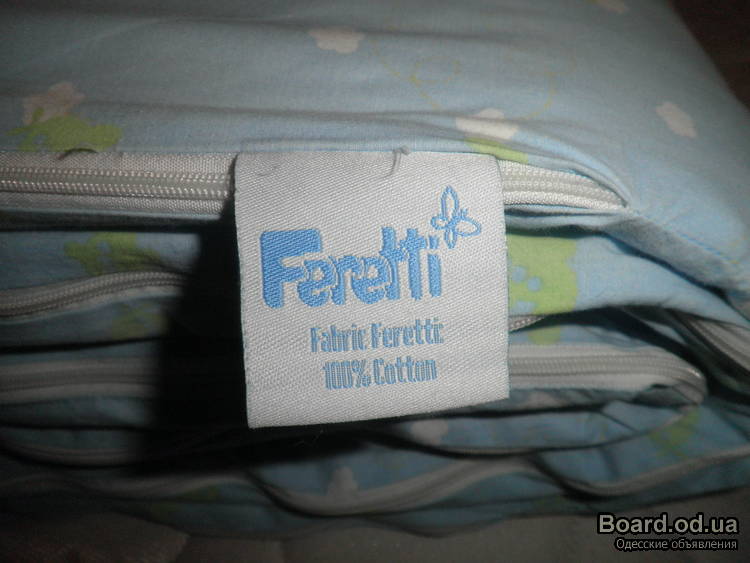 Feretti
Fabric Feretti:
100% Cotton
Board.od.ua
Одесские объявления